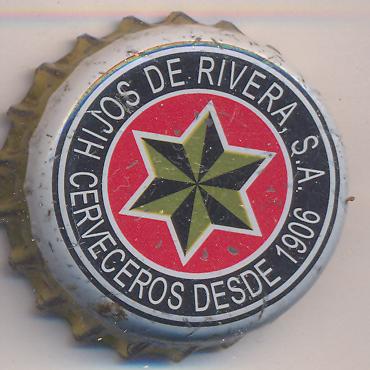 HIJOS DE RIVERA, S.A.
CERVECEROS DESDE 1906